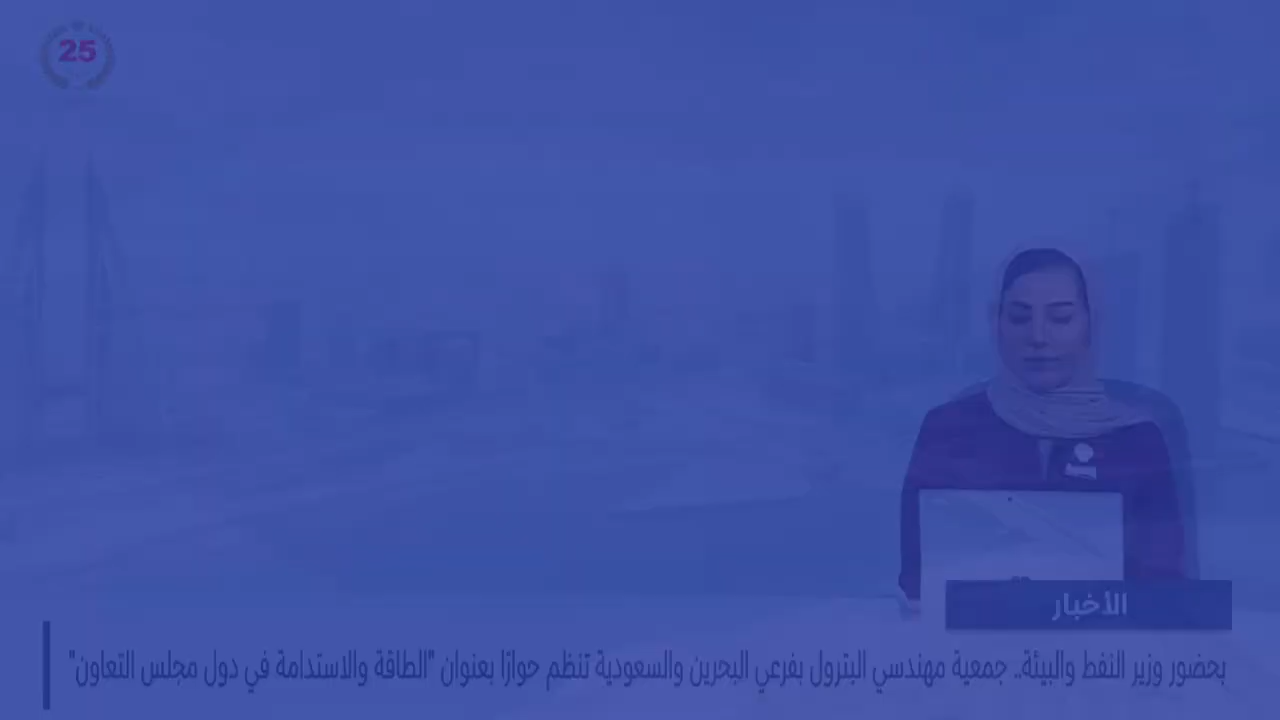 25
الأخبار
بحضور وزير النفط والبيئة.. جمعية مهندسي البترول بفرعي البحرين والسعودية تنظم حوارًا بعنوان "الطاقة والاستدامة في دول مجلس التعاون"